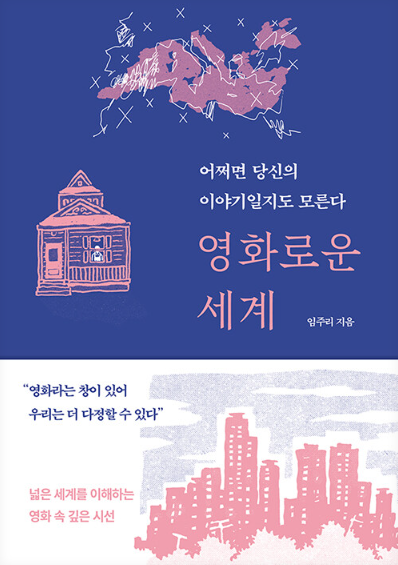 어쩌면 당신의
이야기일지도 모른다
영화로운
세계
임주리 지음
“영화라는 창이 있어
우리는 더 다정할 수 있다”
넓은 세계를 이해하는
영화 속 깊은 시선